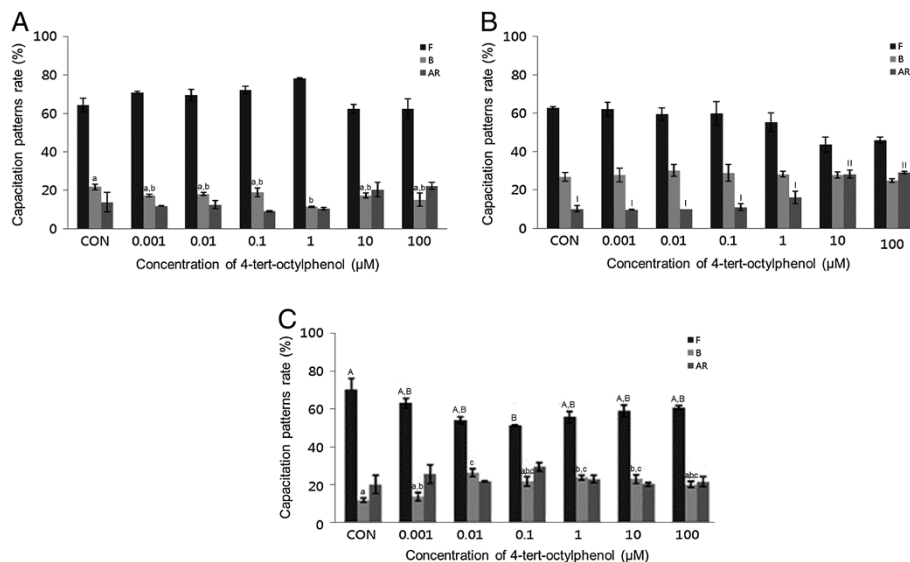 A
Capacitation patterns rate (%)
100
80
60
40
20
0
F
B
AR
a
a,b
a,b
a,b
b
a,b
a,b
CON 0.001 0.01 0.1 1 10 100
Concentration of 4-tert-octylphenol (µM)
B
Capacitation patterns rate (%)
100
80
60
40
20
0
F
B
AR
I
I
I
I
I
II
II
CON 0.001 0.01 0.1 1 10 100
Concentration of 4-tert-octylphenol (µM)
C
Capacitation patterns rate (%)
100
80
60
40
20
0
F
B
AR
A
A,B
A,B
B
A,B
A,B
A,B
a
a,b
c
abc
b,c
b,c
abc
CON 0.001 0.01 0.1 1 10 100
Concentration of 4-tert-octylphenol (µM)